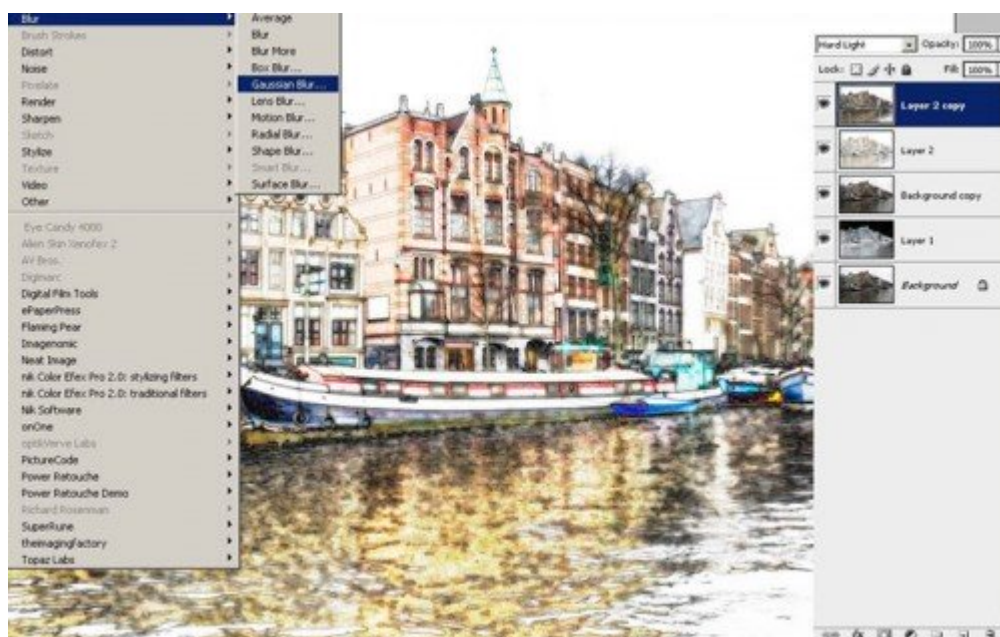 Blur
Brush Strokes
Distort
Noise
Pixelate
Render
Sharpen
Sketch
Stylize
Texture
Video
Other
Eye Candy 4000
Alien Skin Xenofex 2
AV Bros.
Digimarc
Digital Film Tools
ePaperPress
Flaming Pear
Imagenomic
Neat Image
nik Color Efex Pro 2.0: stylizing filters
nik Color Efex Pro 2.0: traditional filters
Nik Software
onOne
optikVerve Labs
PictureCode
Power Retouche
Power Retouche Demo
Richard Rosenman
SuperRune
theimagingfactory
Topaz Labs
Average
Blur
Blur More
Box Blur...
Gaussian Blur...
Lens Blur...
Motion Blur...
Radial Blur...
Shape Blur...
Smart Blur...
Surface Blur...
Hard Light Opacity: 100%
Lock: Fill: 100%
Layer 2 copy
Layer 2
Background copy
Layer 1
Background